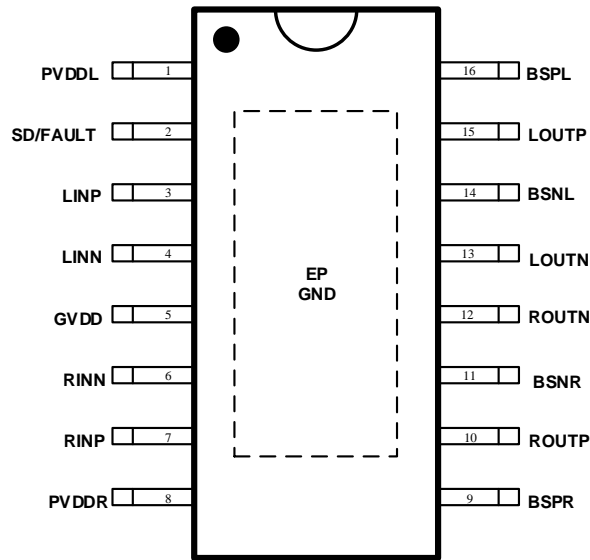 PVDDL 1 16 BSPL
SD/FAULT 2 15 LOUTP
LINP 3 14 BSNL
LINN 4 13 LOUTN
EP
GND
GVDD 5 12 ROUTN
RINN 6 11 BSNR
RINP 7 10 ROUTP
PVDDR 8 9 BSPR